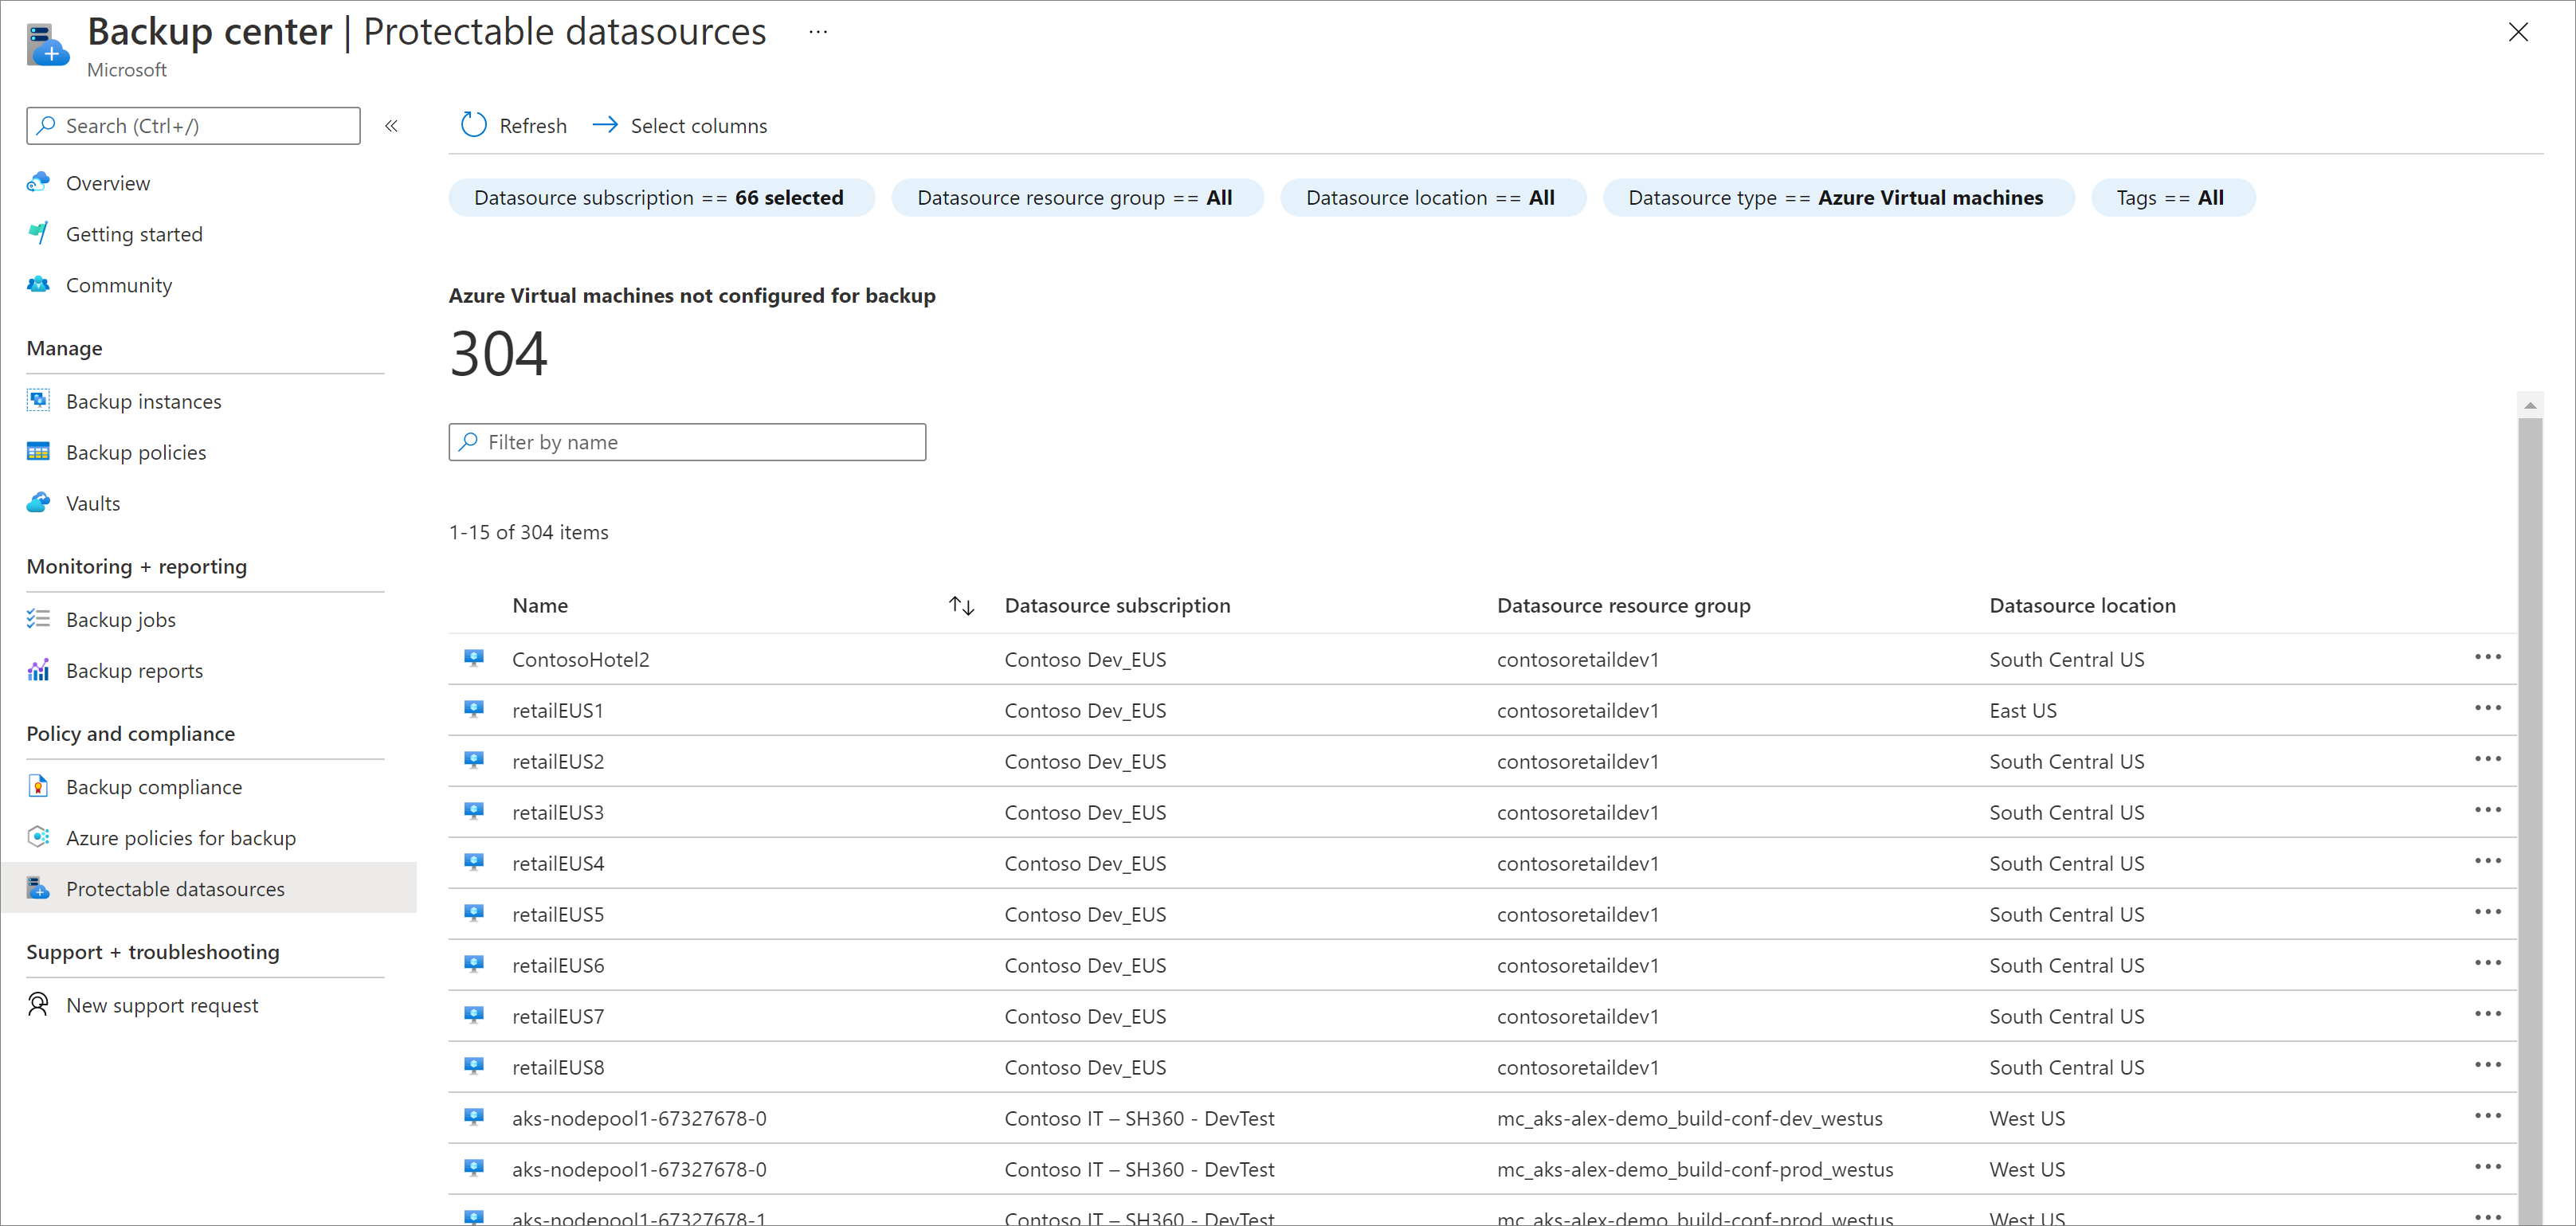 Backup center | Protectable datasources ...
Microsoft
Search (Ctrl+/)
«
Overview
Getting started
Community
Manage
Backup instances
Backup policies
Vaults
Monitoring + reporting
Backup jobs
Backup reports
Policy and compliance
Backup compliance
Azure policies for backup
Protectable datasources
Support + troubleshooting
New support request
Refresh Select columns
Datasource subscription == 66 selected Datasource resource group == All Datasource location == All Datasource type == Azure Virtual machines Tags == All
Azure Virtual machines not configured for backup
304
Filter by name
1-15 of 304 items
Name Datasource subscription Datasource resource group Datasource location
ContosoHotel2 Contoso Dev_EUS contosoretaildev1 South Central US
retailEUS1 Contoso Dev_EUS contosoretaildev1 East US
retailEUS2 Contoso Dev_EUS contosoretaildev1 South Central US
retailEUS3 Contoso Dev_EUS contosoretaildev1 South Central US
retailEUS4 Contoso Dev_EUS contosoretaildev1 South Central US
retailEUS5 Contoso Dev_EUS contosoretaildev1 South Central US
retailEUS6 Contoso Dev_EUS contosoretaildev1 South Central US
retailEUS7 Contoso Dev_EUS contosoretaildev1 South Central US
retailEUS8 Contoso Dev_EUS contosoretaildev1 South Central US
aks-nodepool1-67327678-0 Contoso IT – SH360 - DevTest mc_aks-alex-demo_build-conf-dev_westus West US
aks-nodepool1-67327678-0 Contoso IT – SH360 - DevTest mc_aks-alex-demo_build-conf-prod_westus West US
aks-nodepool1-67327678-1 Contoso IT – SH360 - DevTest mc_aks-alex-demo_build-conf-prod_westus West US